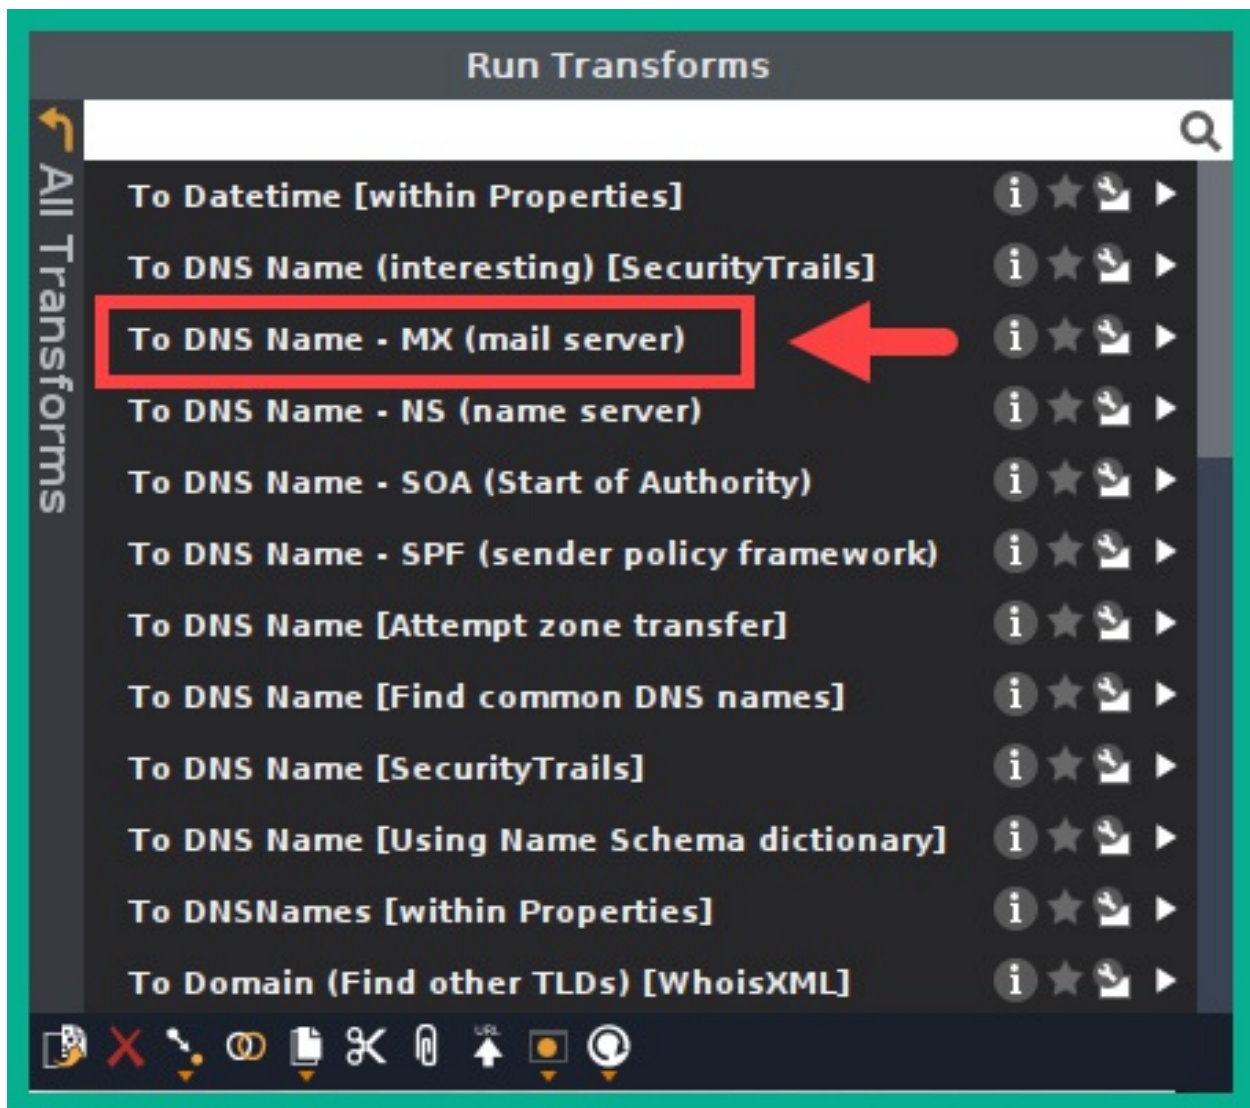 Run Transforms
All Transforms
To Datetime [within Properties]
To DNS Name (interesting) [SecurityTrails]
To DNS Name - MX (mail server)
To DNS Name - NS (name server)
To DNS Name - SOA (Start of Authority)
To DNS Name - SPF (sender policy framework)
To DNS Name [Attempt zone transfer]
To DNS Name [Find common DNS names]
To DNS Name [SecurityTrails]
To DNS Name [Using Name Schema dictionary]
To DNSNames [within Properties]
To Domain (Find other TLDs) [WhoisXML]
URL